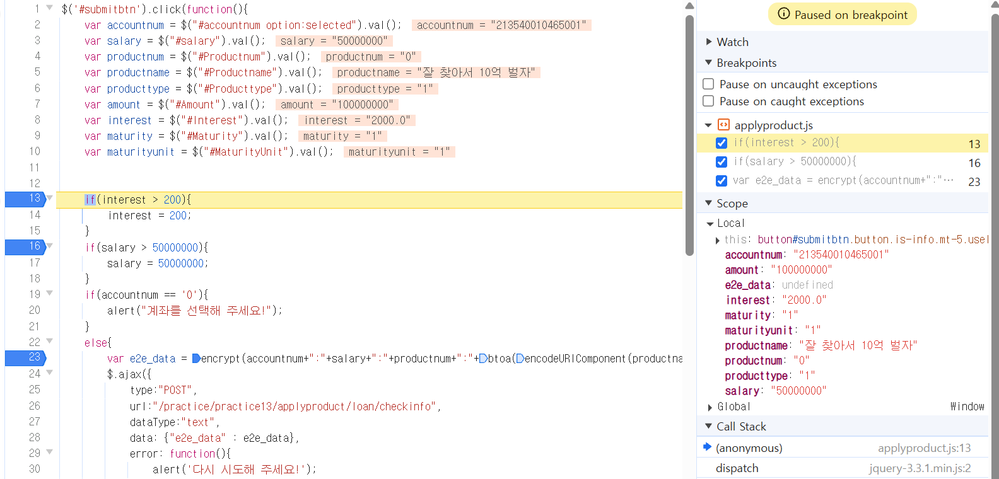 1 $('#submitbtn').click(function(){
2 var accountnum = $("#accountnum option:selected").val(); accountnum = "213540010465001"
3 var salary = $("#salary").val(); salary = "50000000"
4 var productnum = $("#Productnum").val(); productnum = "0"
5 var productname = $("#Productname").val(); productname = "잘 찾아서 10억 벌자"
6 var producttype = $("#Producttype").val(); producttype = "1"
7 var amount = $("#Amount").val(); amount = "100000000"
8 var interest = $("#Interest").val(); interest = "2000.0"
9 var maturity = $("#Maturity").val(); maturity = "1"
10 var maturityunit = $("#MaturityUnit").val(); maturityunit = "1"
11
12
13 if(interest > 200){
14 interest = 200;
15 }
16 if(salary > 50000000){
17 salary = 50000000;
18 }
19 if(accountnum == '0'){
20 alert("계좌를 선택해 주세요!");
21 }
22 else{
23 var e2e_data = encrypt(accountnum+":"+salary+":"+productnum+":"+btoa(encodeURIComponent(productna
24 $.ajax({
25 type:"POST",
26 url:"/practice/practice13/applyproduct/loan/checkinfo",
27 dataType:"text",
28 data: {"e2e_data" : e2e_data},
29 error: function(){
30 alert('다시 시도해 주세요!');
Paused on breakpoint
Watch
Breakpoints
Pause on uncaught exceptions
Pause on caught exceptions
applyproduct.js
if(interest > 200){ 13
if(salary > 50000000){ 16
var e2e_data = encrypt(accountnum+":"… 23
Scope
Local
this: button#submitbtn.button.is-info.mt-5.usel
accountnum: "213540010465001"
amount: "100000000"
e2e_data: undefined
interest: "2000.0"
maturity: "1"
maturityunit: "1"
productname: "잘 찾아서 10억 벌자"
productnum: "0"
producttype: "1"
salary: "50000000"
Global Window
Call Stack
(anonymous) applyproduct.js:13
dispatch jquery-3.3.1.min.js:2